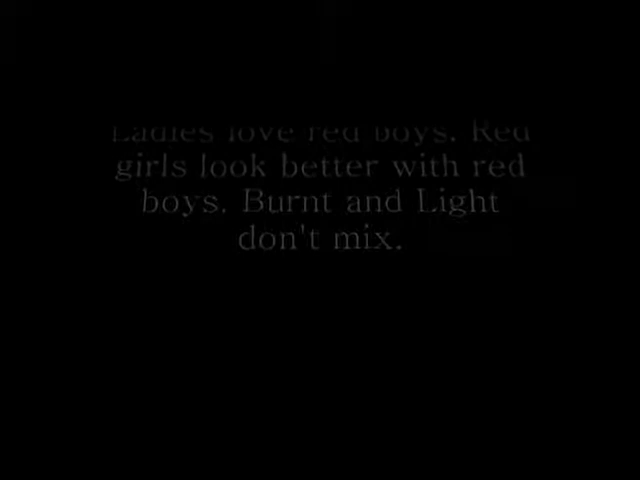 Ladies love red boys. Red
girls look better with red
boys. Burnt and Light
don't mix.